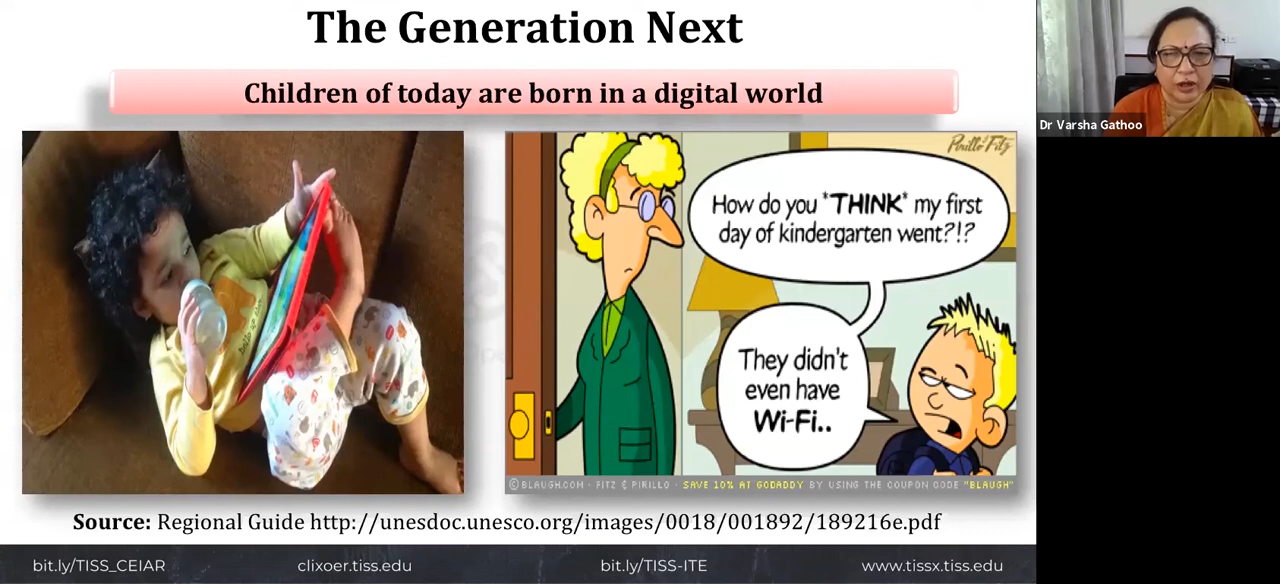 The Generation Next
Children of today are born in a digital world
Dr Varsha Gathoo
Pirillo & Fitz
How do you *THINK* my first
day of kindergarten went?!?
They didn't
even have
Wi-Fi..
©BLAUGH.COM - FITZ & PIRILLO - SAVE 10% AT GODADDY BY USING THE COUPON CODE "BLAUGH"
Source: Regional Guide http://unesdoc.unesco.org/images/0018/001892/189216e.pdf
bit.ly/TISS_CEIAR
clixoer.tiss.edu
bit.ly/TISS-ITE
www.tissx.tiss.edu